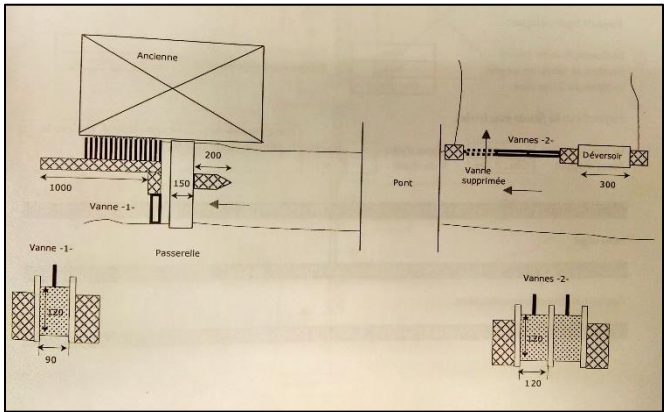 Ancienne
200
1000
150
Vanne -1-
Passerelle
Pont
Vannes -2-
Déversoir
Vanne
supprimée
300
Vanne -1-
120
90
Vannes -2-
120
120